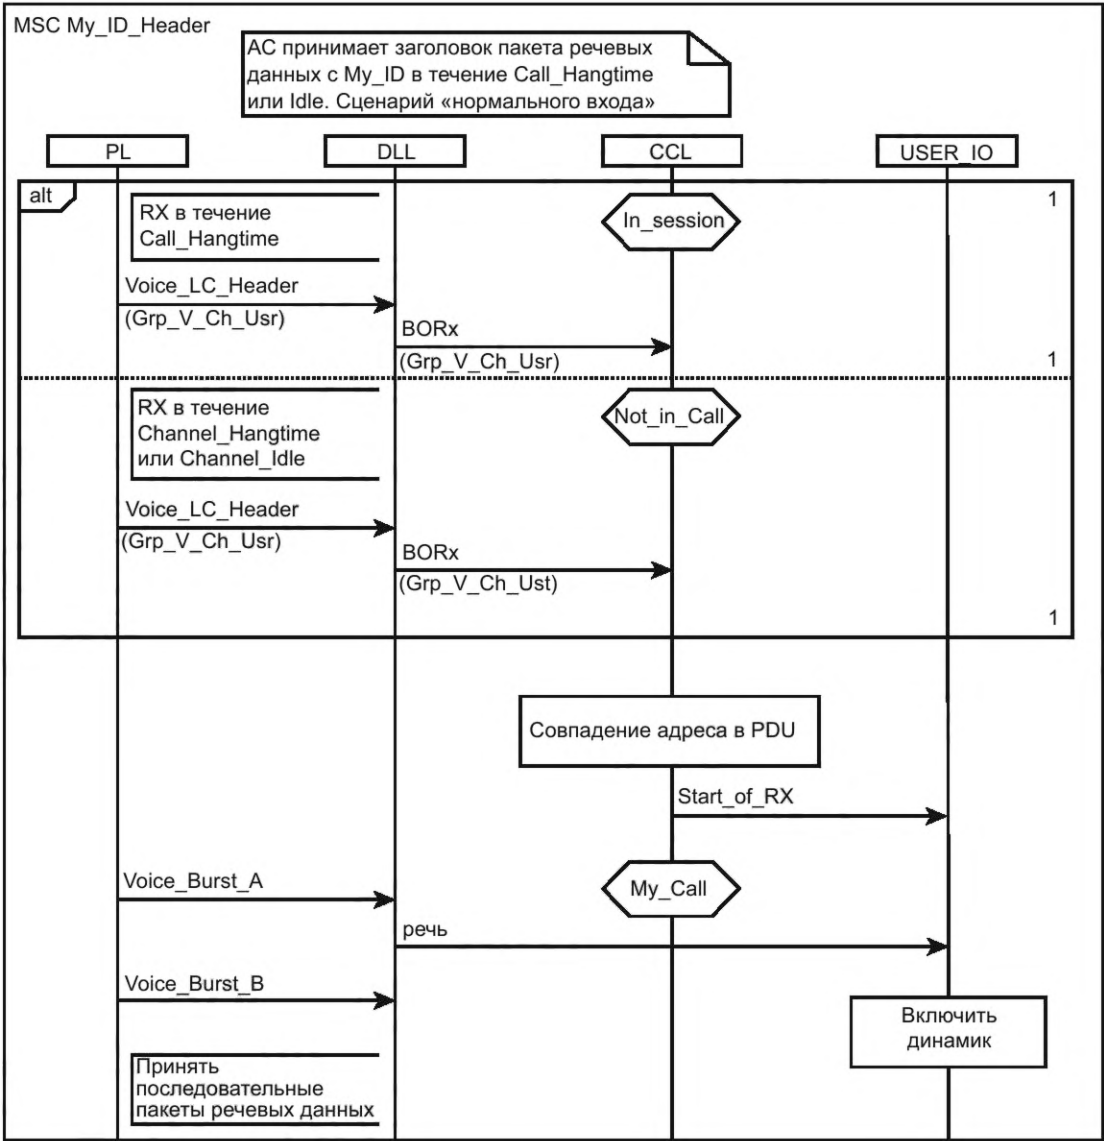 MSC My_ID_Header
АС принимает заголовок пакета речевых
данных с My_ID в течение Call_Hangtime
или Idle. Сценарий «нормального входа»
PL
DLL
CCL
USER_IO
alt
1
RX в течение
Call_Hangtime
In_session
Voice_LC_Header
(Grp_V_Ch_Usr)
BORx
(Grp_V_Ch_Usr)
1
RX в течение
Channel_Hangtime
или Channel_Idle
Not_in_Call
Voice_LC_Header
(Grp_V_Ch_Usr)
BORx
(Grp_V_Ch_Ust)
1
Совпадение адреса в PDU
Start_of_RX
Voice_Burst_A
My_Call
речь
Voice_Burst_B
Включить
динамик
Принять
последовательные
пакеты речевых данных